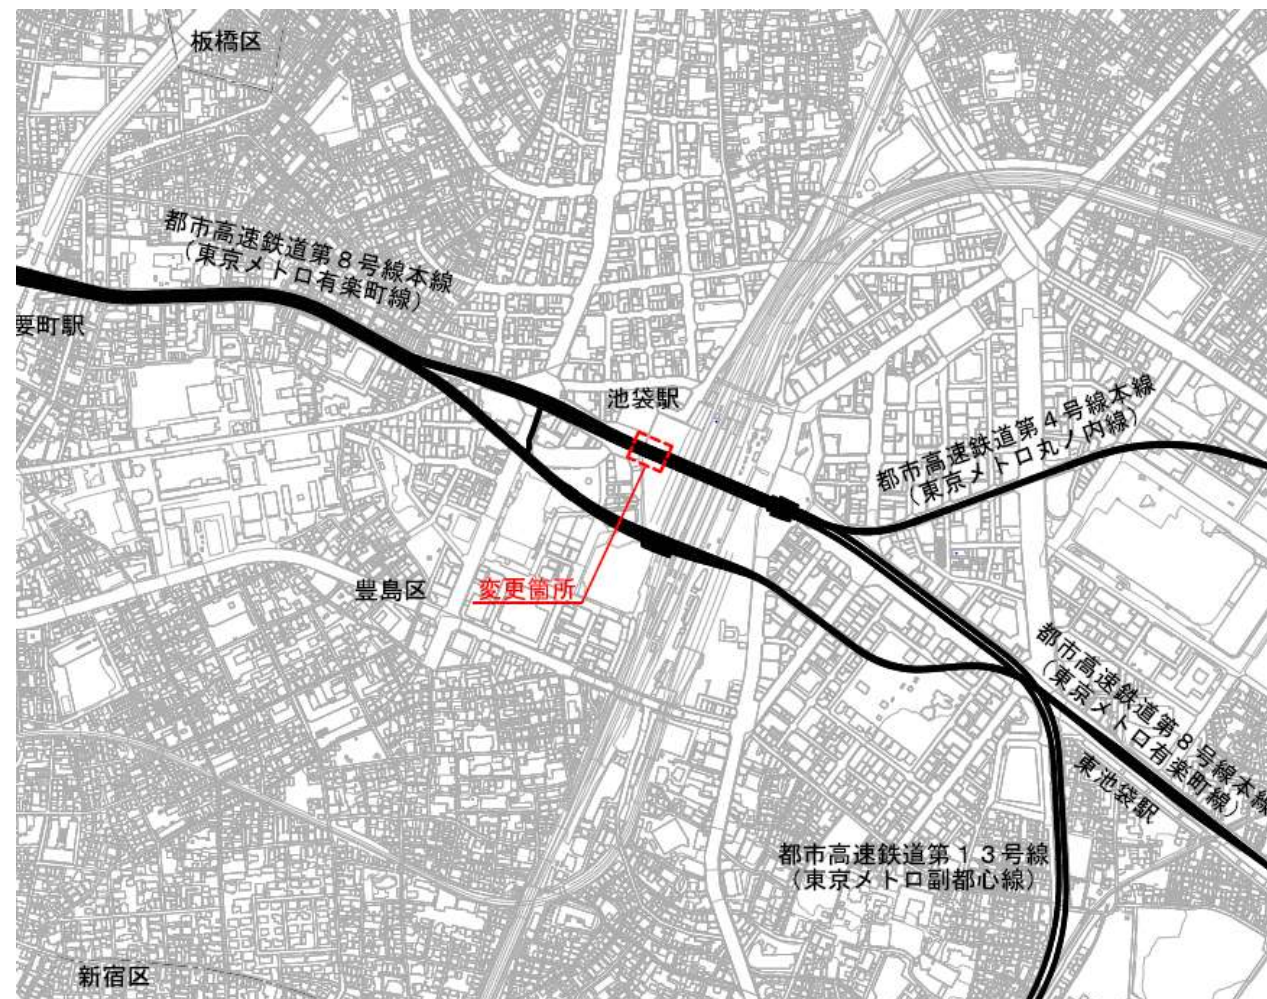 板橋区
都市高速鉄道第８号線本線
（東京メトロ有楽町線）
要町駅
池袋駅
都市高速鉄道第４号線本線
（東京メトロ丸ノ内線）
変更箇所
豊島区
都市高速鉄道第８号線本線
（東京メトロ有楽町線）
東池袋駅
都市高速鉄道第１３号線
（東京メトロ副都心線）
新宿区